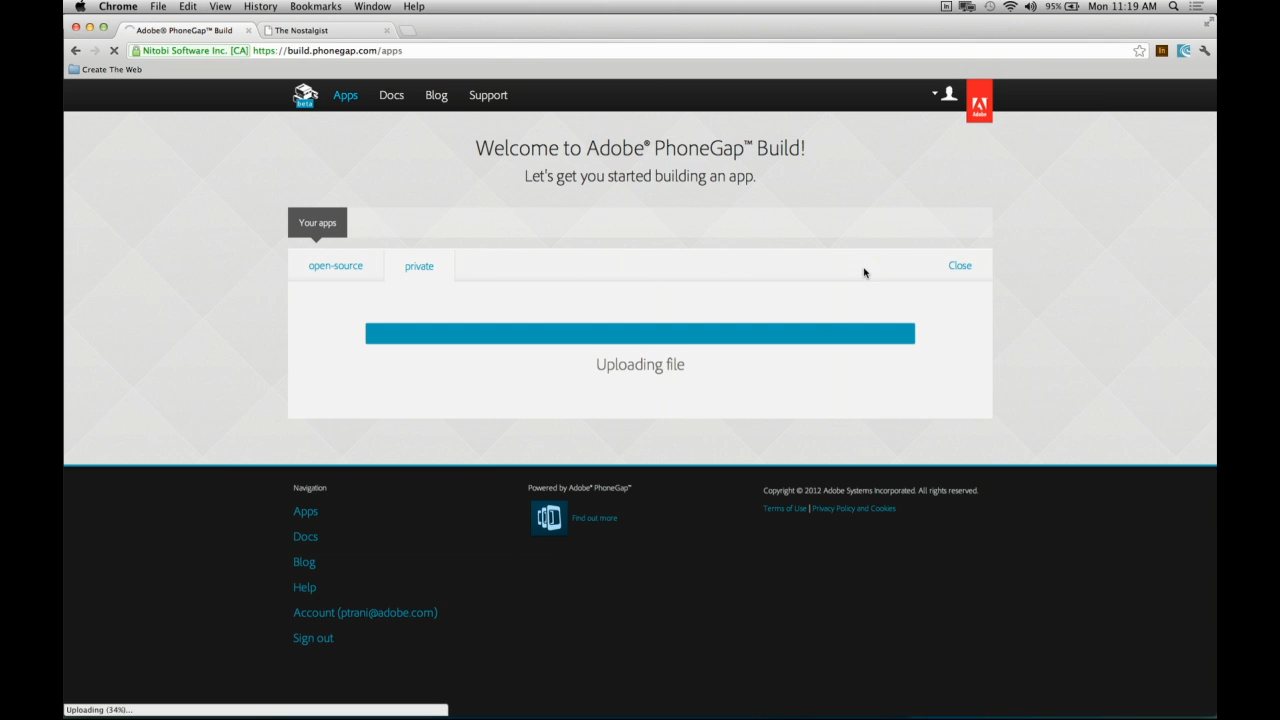 Chrome File Edit View History Bookmarks Window Help 95% Mon 11:19 AM
Adobe® PhoneGap™ Build The Nostalgist
Nitobi Software Inc. [CA] https://build.phonegap.com/apps
Create The Web
beta Apps Docs Blog Support Adobe
Welcome to Adobe® PhoneGap™ Build!
Let's get you started building an app.
Your apps
open-source private Close
Uploading file
Navigation
Apps
Docs
Blog
Help
Account (ptrani@adobe.com)
Sign out
Powered by Adobe® PhoneGap™
Find out more
Copyright © 2012 Adobe Systems Incorporated. All rights reserved.
Terms of Use | Privacy Policy and Cookies
Uploading (34%)...